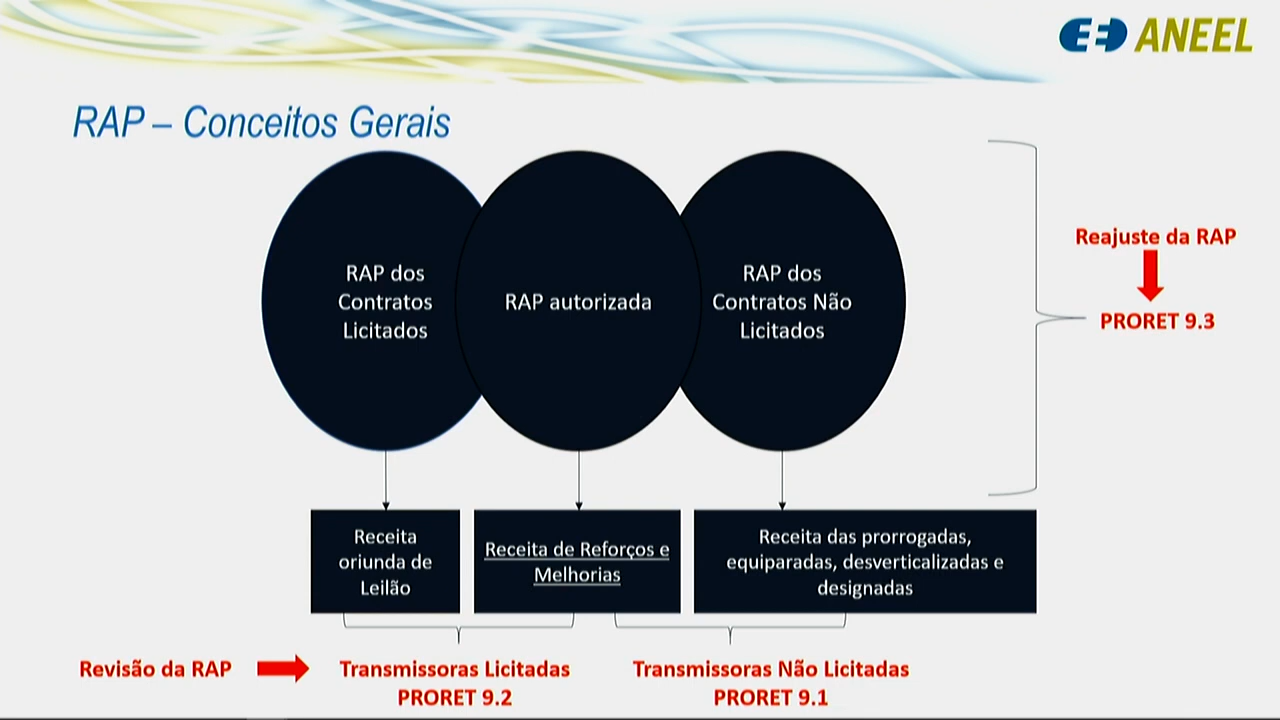 ANEEL
RAP – Conceitos Gerais
RAP dos
Contratos
Licitados
RAP autorizada
RAP dos
Contratos Não
Licitados
Reajuste da RAP
PRORET 9.3
Receita
oriunda de
Leilão
Receita de Reforços e
Melhorias
Receita das prorrogadas,
equiparadas, desverticalizadas e
designadas
Revisão da RAP
Transmissoras Licitadas
PRORET 9.2
Transmissoras Não Licitadas
PRORET 9.1